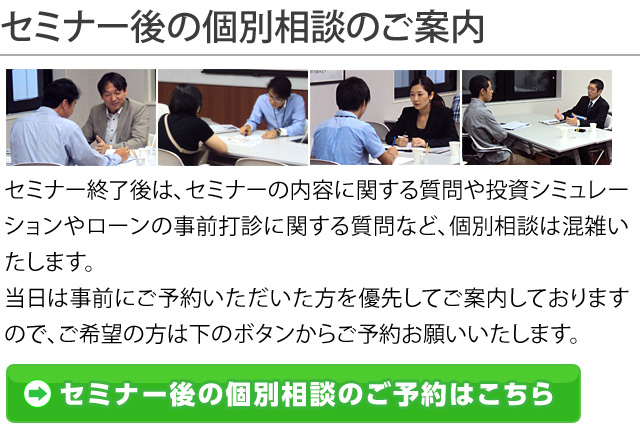 セミナー後の個別相談のご案内
セミナー終了後は、セミナーの内容に関する質問や投資シミュレー
ションやローンの事前打診に関する質問など、個別相談は混雑い
たします。
当日は事前にご予約いただいた方を優先してご案内しております
ので、ご希望の方は下のボタンからご予約お願いいたします。
セミナー後の個別相談のご予約はこちら